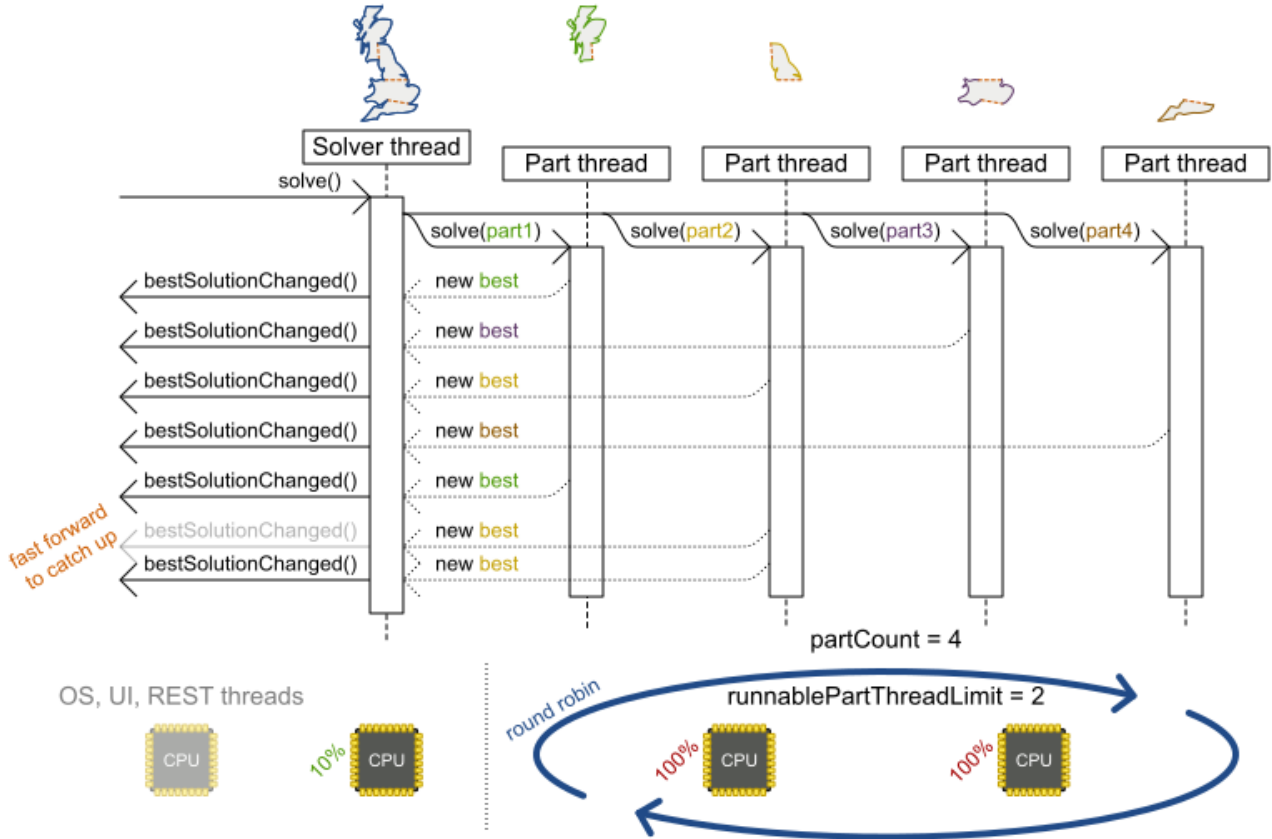 Solver thread
Part thread
Part thread
Part thread
Part thread
solve()
solve(part1)
solve(part2)
solve(part3)
solve(part4)
bestSolutionChanged()
new best
bestSolutionChanged()
new best
bestSolutionChanged()
new best
bestSolutionChanged()
new best
bestSolutionChanged()
new best
bestSolutionChanged()
new best
bestSolutionChanged()
new best
fast forward
to catch up
partCount = 4
OS, UI, REST threads
round robin
runnablePartThreadLimit = 2
CPU
10%
CPU
100%
CPU
100%
CPU